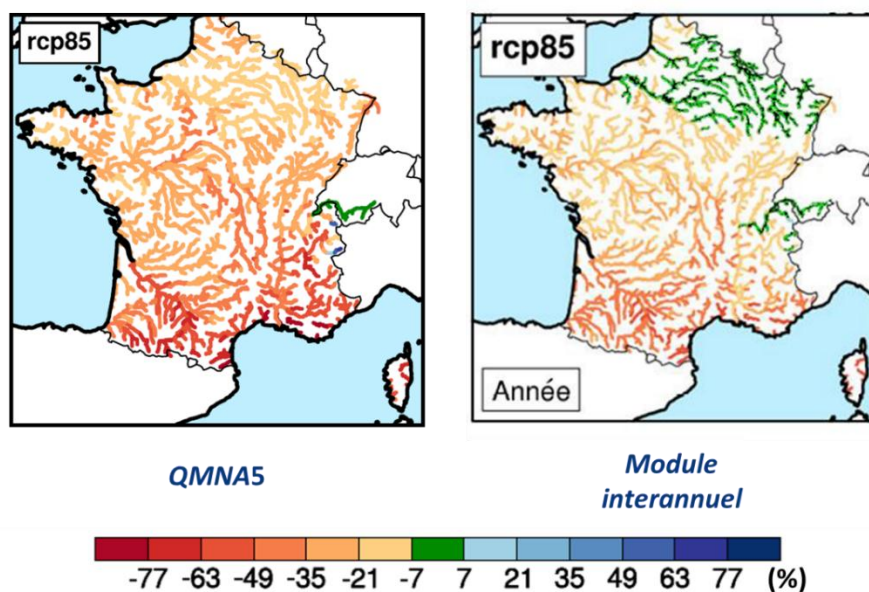 rcp85
rcp85
Année
QMNA5
Module
interannuel
-77 -63 -49 -35 -21 -7 7 21 35 49 63 77 (%)